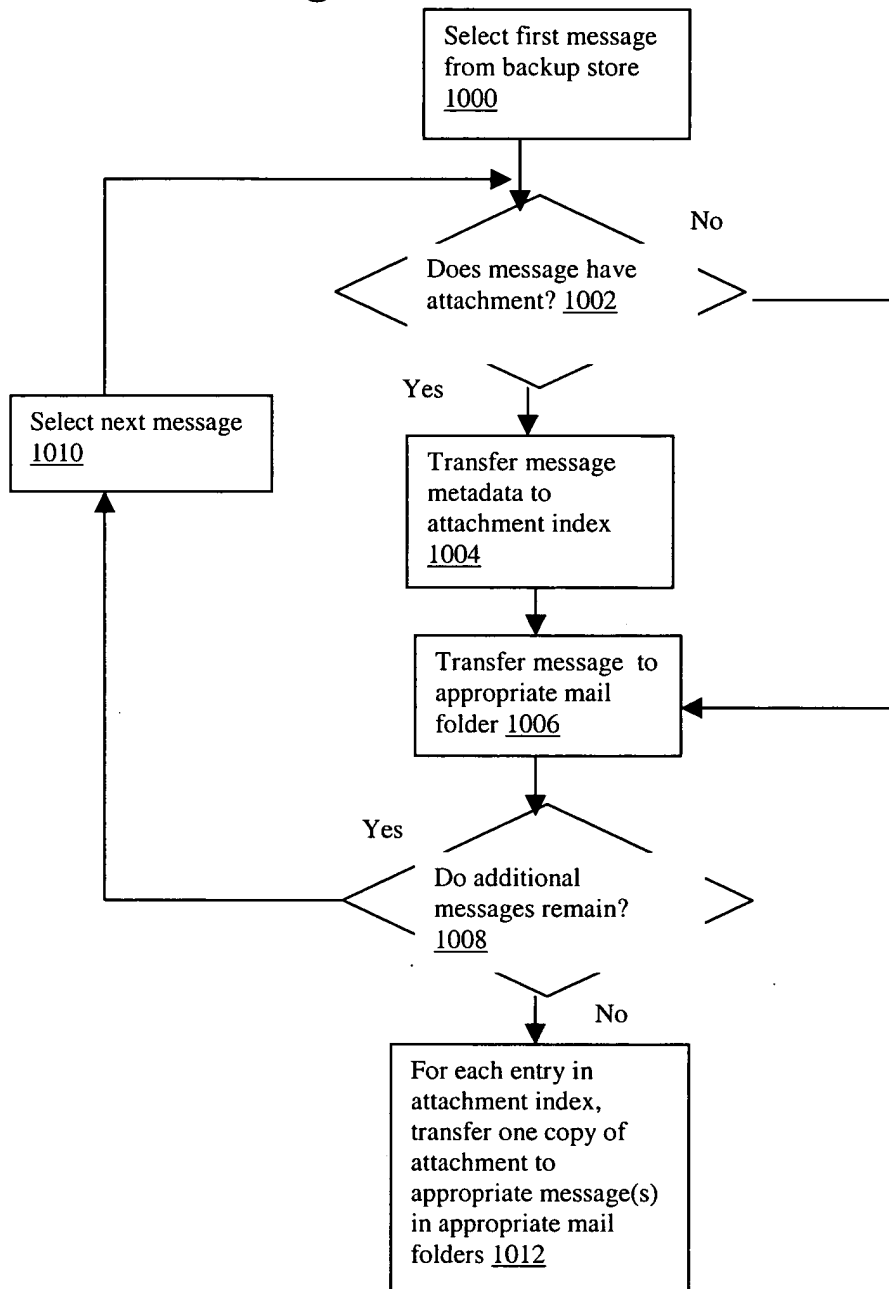 Select first message
from backup store
1000
No
Does message have
attachment? 1002
Yes
Select next message
1010
Transfer message
metadata to
attachment index
1004
Transfer message to
appropriate mail
folder 1006
Yes
Do additional
messages remain?
1008
No
For each entry in
attachment index,
transfer one copy of
attachment to
appropriate message(s)
in appropriate mail
folders 1012